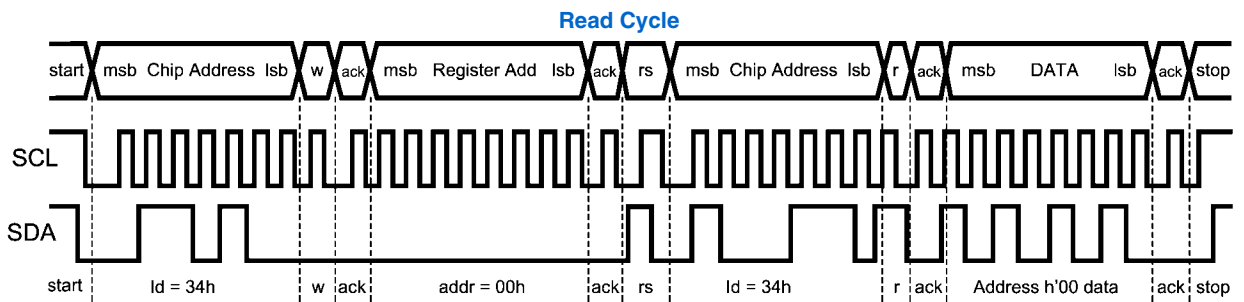 Read Cycle
start msb Chip Address lsb w ack msb Register Add lsb ack rs msb Chip Address lsb r ack msb DATA lsb ack stop
SCL
SDA
start Id = 34h w ack addr = 00h ack rs Id = 34h r ack Address h'00 data ack stop